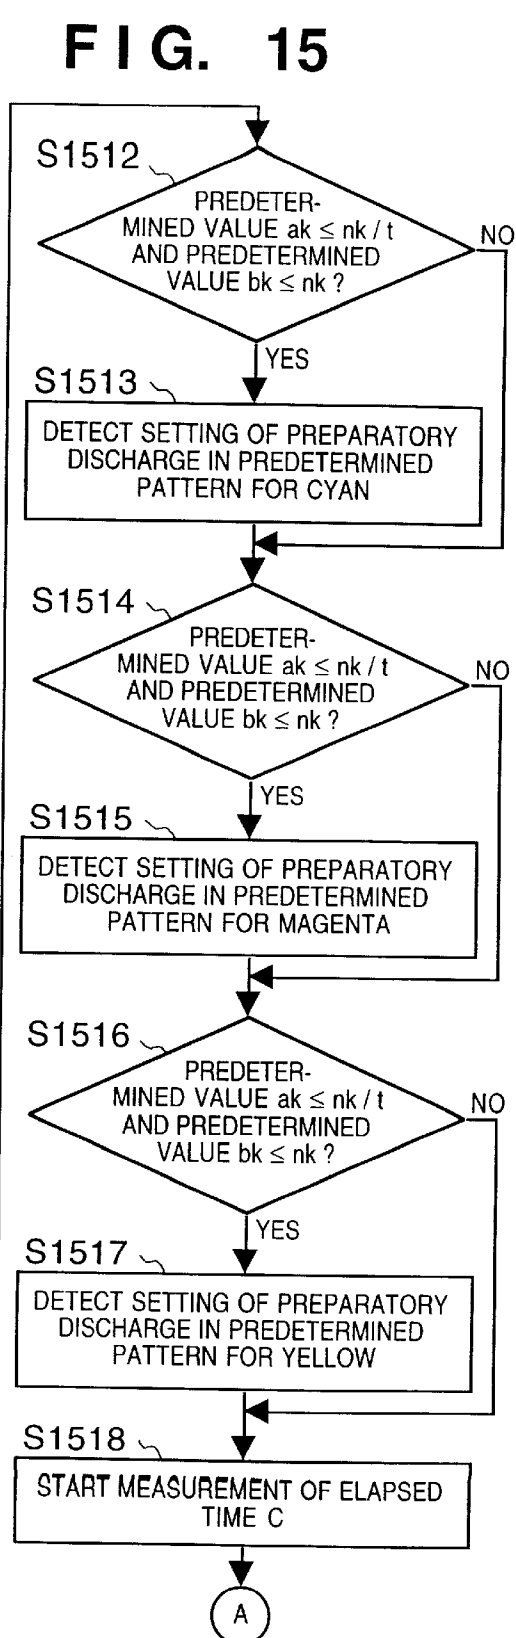 FIG. 15
S1512
PREDETER-
MINED VALUE ak ≤ nk / t
AND PREDETERMINED
VALUE bk ≤ nk ?
NO
YES
S1513
DETECT SETTING OF PREPARATORY
DISCHARGE IN PREDETERMINED
PATTERN FOR CYAN
S1514
PREDETER-
MINED VALUE ak ≤ nk / t
AND PREDETERMINED
VALUE bk ≤ nk ?
NO
YES
S1515
DETECT SETTING OF PREPARATORY
DISCHARGE IN PREDETERMINED
PATTERN FOR MAGENTA
S1516
PREDETER-
MINED VALUE ak ≤ nk / t
AND PREDETERMINED
VALUE bk ≤ nk ?
NO
YES
S1517
DETECT SETTING OF PREPARATORY
DISCHARGE IN PREDETERMINED
PATTERN FOR YELLOW
S1518
START MEASUREMENT OF ELAPSED
TIME C
A